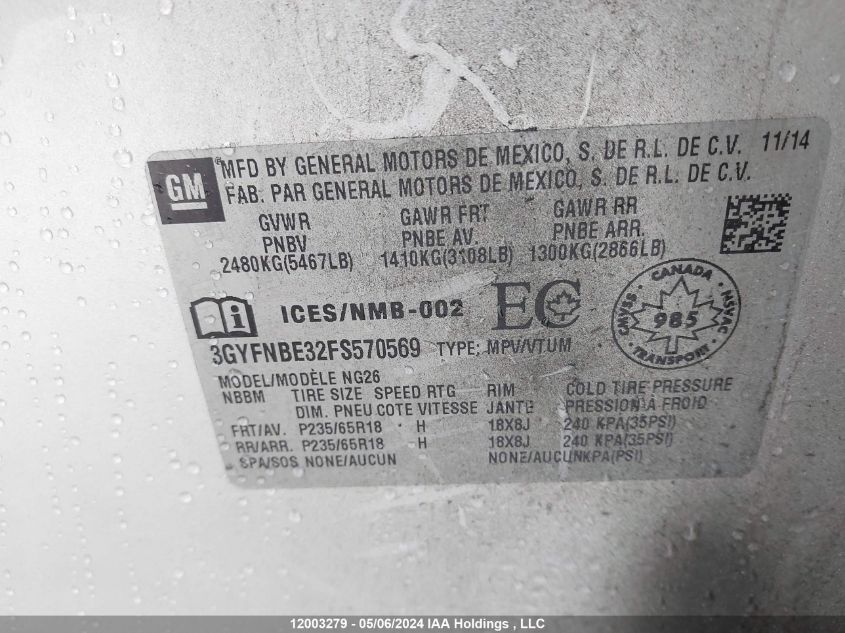 GM
MFD BY GENERAL MOTORS DE MEXICO, S. DE R.L. DE C.V. 11/14
FAB. PAR GENERAL MOTORS DE MEXICO, S. DE R.L. DE C.V.
GVWR GAWR FRT GAWR RR
PNBV PNBE AV. PNBE ARR.
2480KG(5467LB) 1410KG(3108LB) 1300KG(2866LB)
i ICES/NMB-002 EC CANADA CMVSS NSVAC 985 TRANSPORT
3GYFNBE32FS570569 TYPE: MPV/VTUM
MODEL/MODÈLE NG26
NBBM TIRE SIZE SPEED RTG RIM COLD TIRE PRESSURE
DIM. PNEU COTE VITESSE JANTE PRESSION À FROID
FRT/AV. P235/65R18 H 18X8J 240 KPA(35PSI)
RR/ARR. P235/65R18 H 18X8J 240 KPA(35PSI)
SPA/SOS NONE/AUCUN NONE/AUCUNKPA(PSI)
12003279 - 05/06/2024 IAA Holdings , LLC